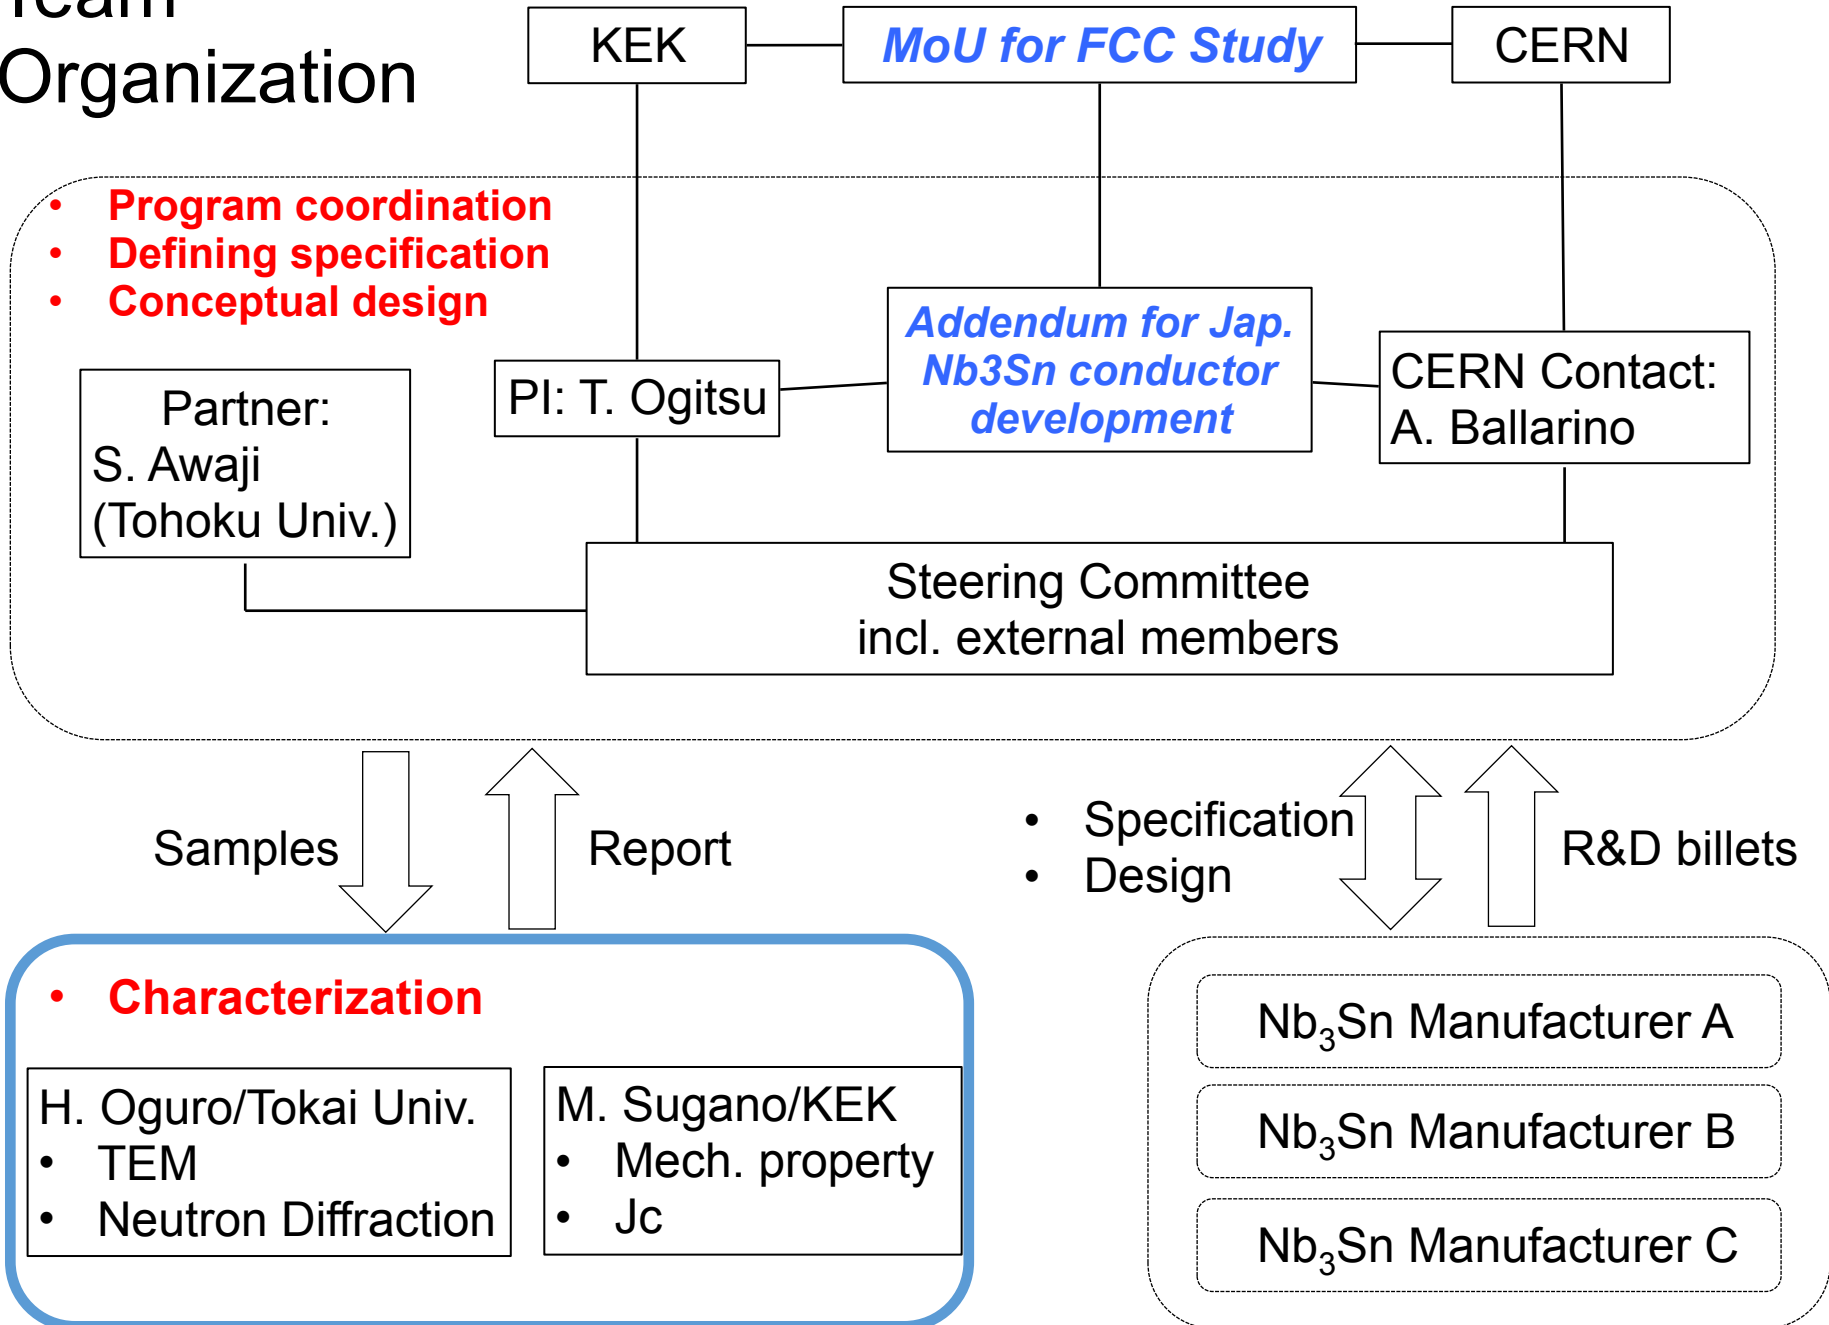 Team
Organization
KEK
MoU for FCC Study
CERN
• Program coordination
• Defining specification
• Conceptual design
Addendum for Jap.
Nb3Sn conductor
development
Partner:
S. Awaji
(Tohoku Univ.)
PI: T. Ogitsu
CERN Contact:
A. Ballarino
Steering Committee
incl. external members
Samples
Report
• Specification
• Design
R&D billets
• Characterization
H. Oguro/Tokai Univ.
• TEM
• Neutron Diffraction
M. Sugano/KEK
• Mech. property
• Jc
Nb₃Sn Manufacturer A
Nb₃Sn Manufacturer B
Nb₃Sn Manufacturer C